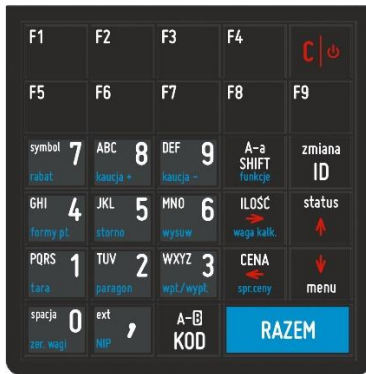 F1 F2 F3 F4 C|⏻
F5 F6 F7 F8 F9
symbol 7 ABC 8 DEF 9 A-a zmiana
SHIFT ID
rabat kaucja + kaucja - funkcje
GHI 4 JKL 5 MNO 6 ILOŚĆ status
formy pł. storno wysuw waga kalk.
PQRS 1 TUV 2 WXYZ 3 CENA
tara paragon wpł./wypł. spr.ceny menu
spacja 0 ext , A-B RAZEM
KOD
zer. wagi NIP